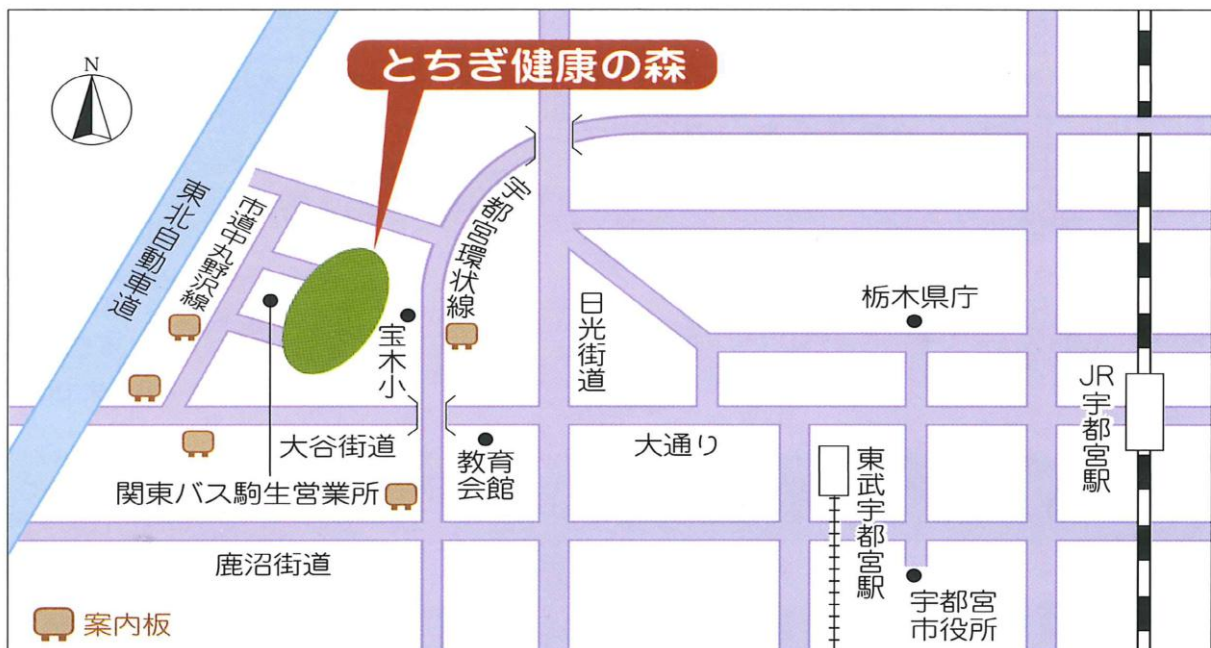 とちぎ健康の森
N
東北自動車道
市道中丸野沢線
宇都宮環状線
宝木小
日光街道
栃木県庁
JR宇都宮駅
大谷街道
教育
会館
大通り
東武宇都宮駅
関東バス駒生営業所
鹿沼街道
宇都宮
市役所
案内板